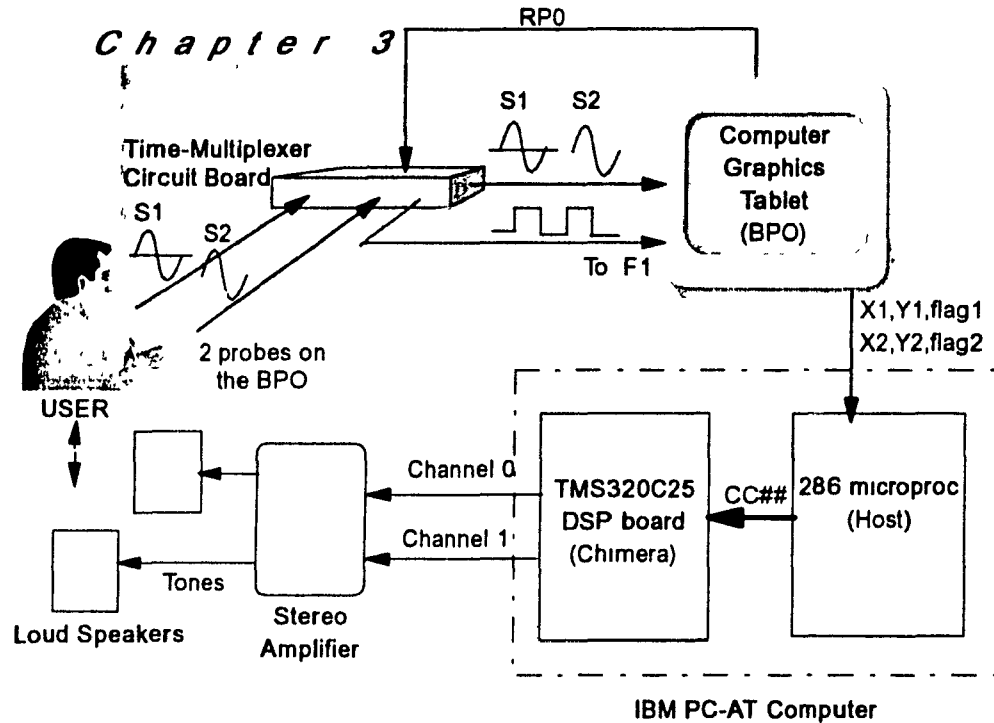 RP0
Chapter 3
S1 S2
Time-Multiplexer
Circuit Board
Computer
Graphics
Tablet
(BPO)
S1
S2
To F1
2 probes on
the BPO
USER
X1,Y1,flag1
X2,Y2,flag2
Channel 0
Channel 1
TMS320C25
DSP board
(Chimera)
CC##
286 microproc
(Host)
Tones
Loud Speakers
Stereo
Amplifier
IBM PC-AT Computer